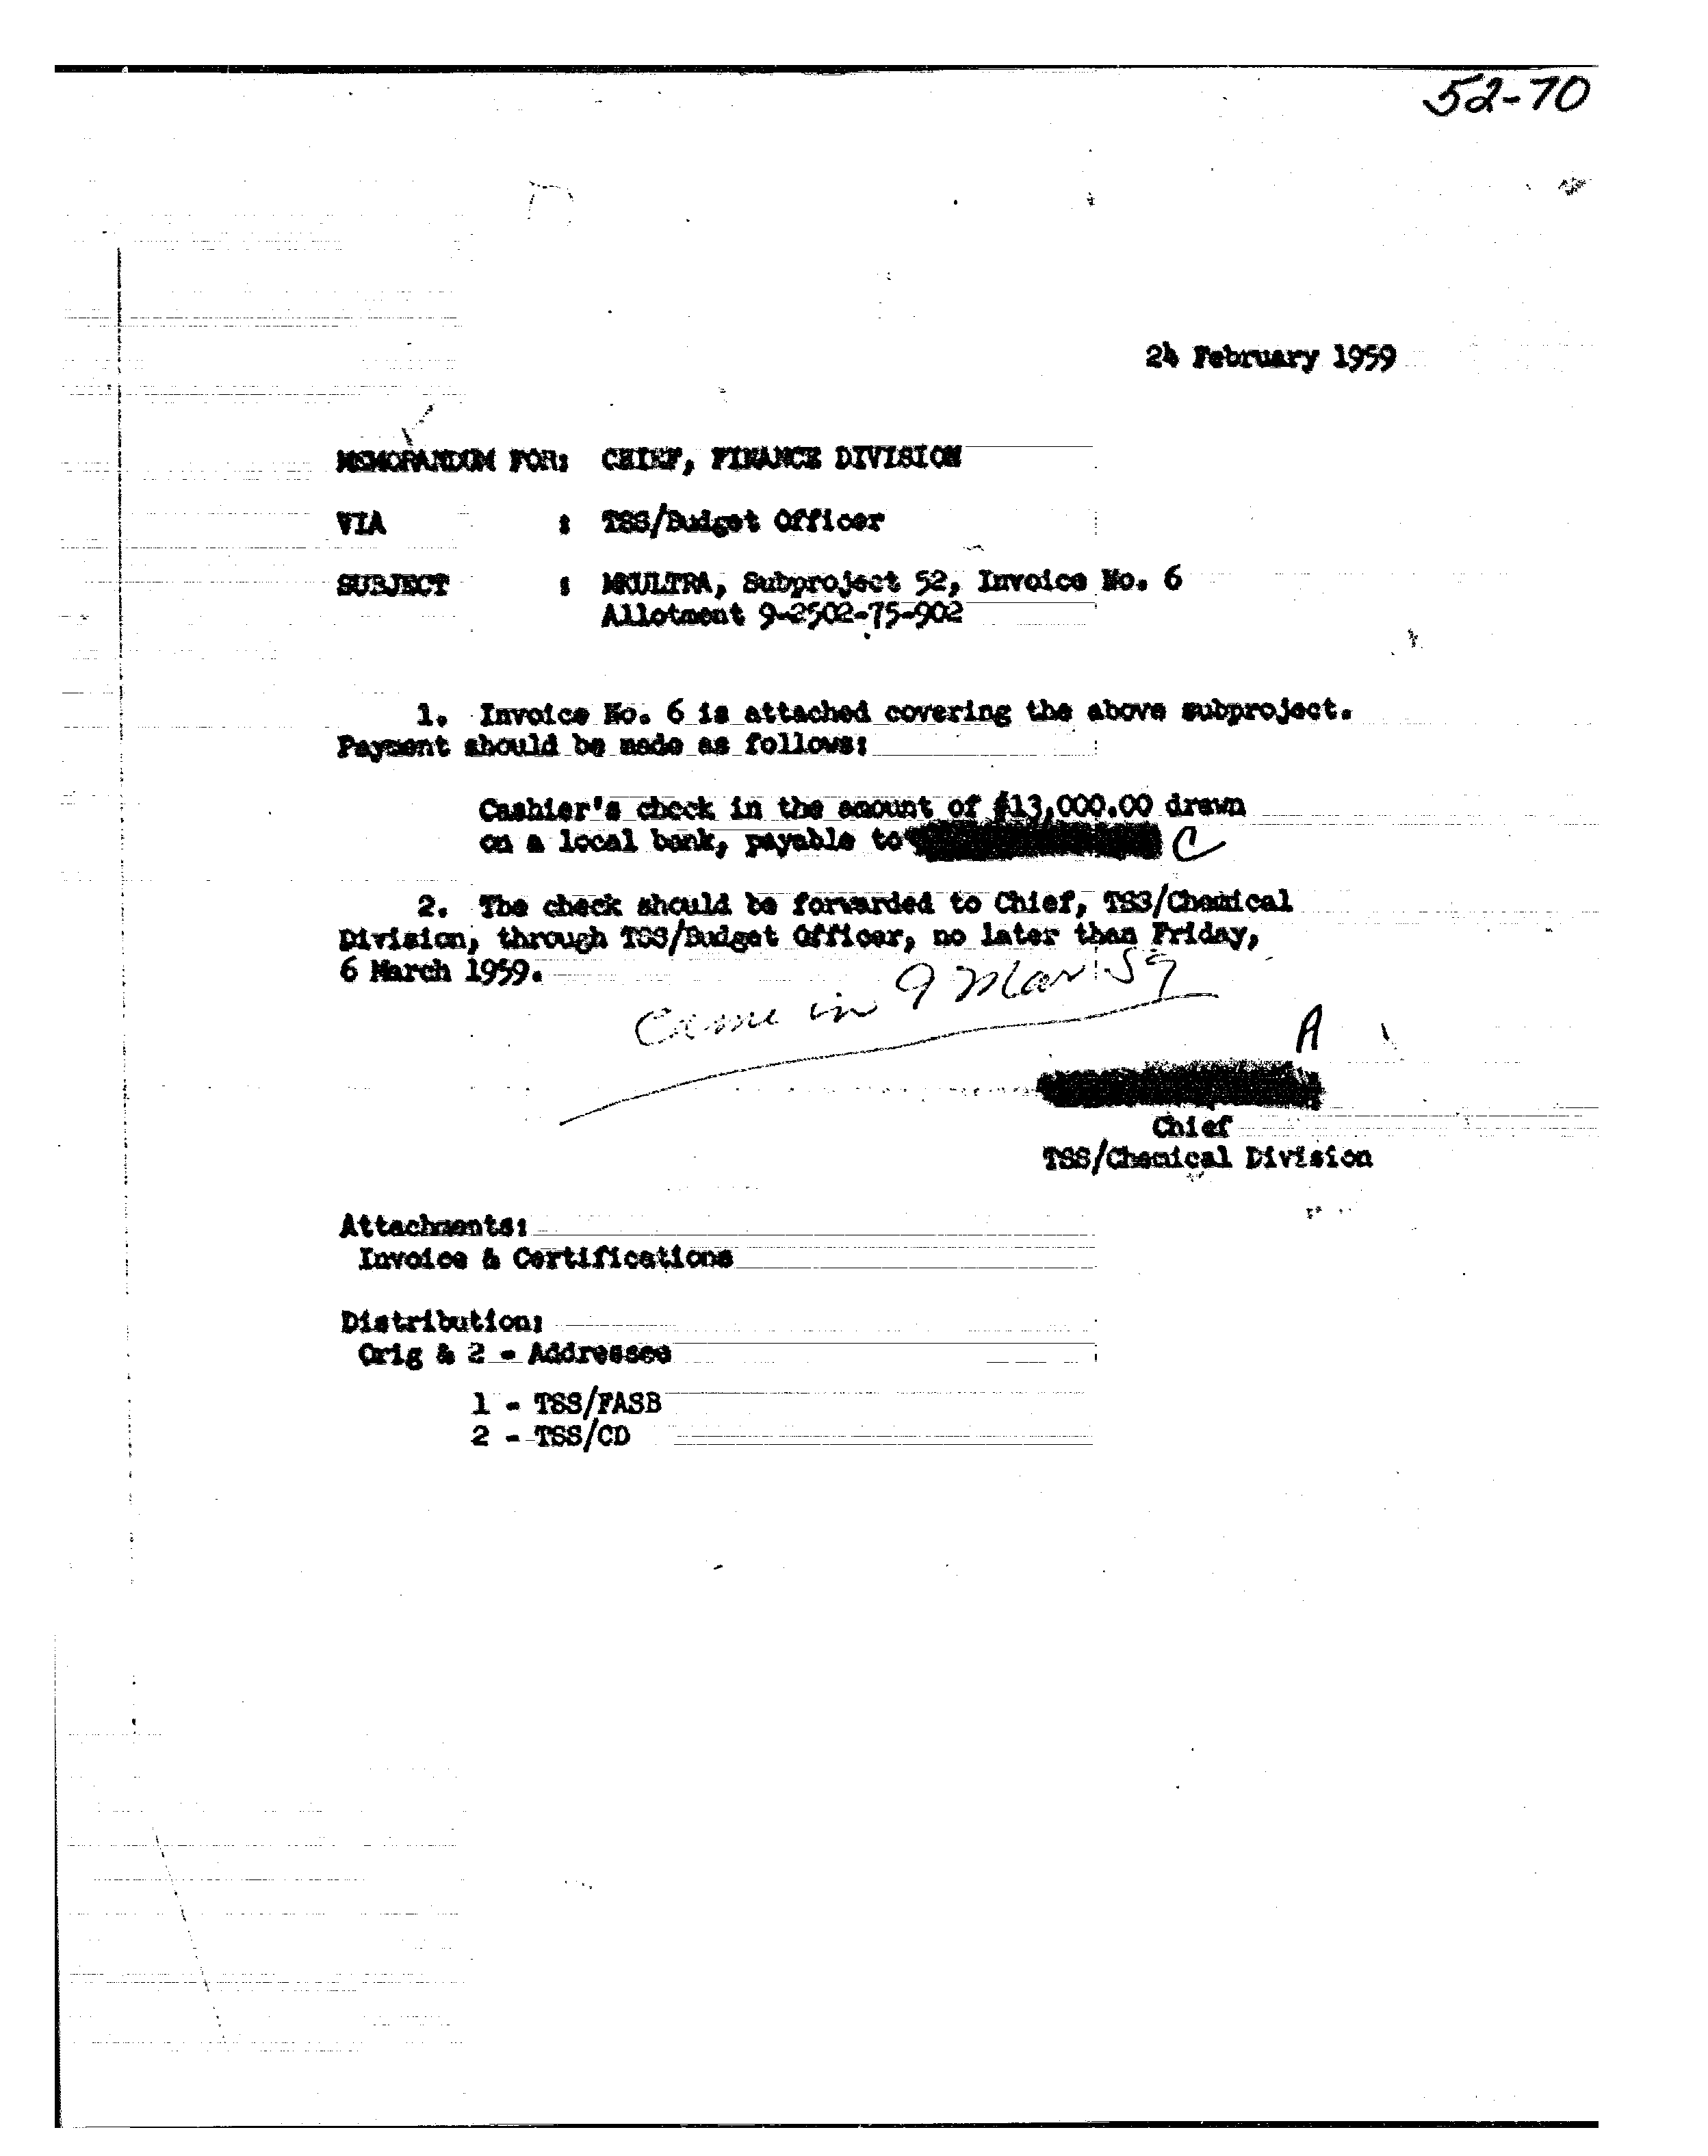 52-70
24 February 1959
MEMORANDUM FOR: CHIEF, FINANCE DIVISION
VIA : TSS/Budget Officer
SUBJECT : MKULTRA, Subproject 52, Invoice No. 6
Allotment 9-2502-75-902
1. Invoice No. 6 is attached covering the above subproject.
Payment should be made as follows:
Cashier's check in the amount of $13,000.00 drawn
on a local bank, payable to C
2. The check should be forwarded to Chief, TSS/Chemical
Division, through TSS/Budget Officer, no later than Friday,
6 March 1959.
Came in 9 Mar 59
A
Chief
TSS/Chemical Division
Attachments:
Invoice & Certifications
Distribution:
Orig & 2 - Addressee
1 - TSS/FASB
2 - TSS/CD